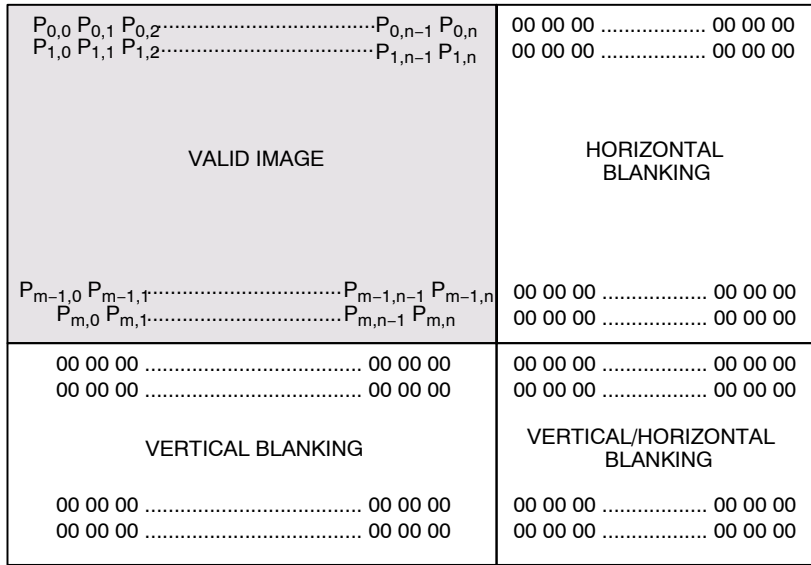 P0,0 P0,1 P0,2.....................................P0,n−1 P0,n
00 00 00 .................. 00 00 00
P1,0 P1,1 P1,2.....................................P1,n−1 P1,n
00 00 00 .................. 00 00 00
VALID IMAGE
HORIZONTAL
BLANKING
Pm−1,0 Pm−1,1.................................Pm−1,n−1 Pm−1,n
00 00 00 .................. 00 00 00
Pm,0 Pm,1.................................Pm,n−1 Pm,n
00 00 00 .................. 00 00 00
00 00 00 ..................................... 00 00 00
00 00 00 ..................................... 00 00 00
VERTICAL BLANKING
00 00 00 ..................................... 00 00 00
00 00 00 ..................................... 00 00 00
00 00 00 .................. 00 00 00
00 00 00 .................. 00 00 00
VERTICAL/HORIZONTAL
BLANKING
00 00 00 .................. 00 00 00
00 00 00 .................. 00 00 00